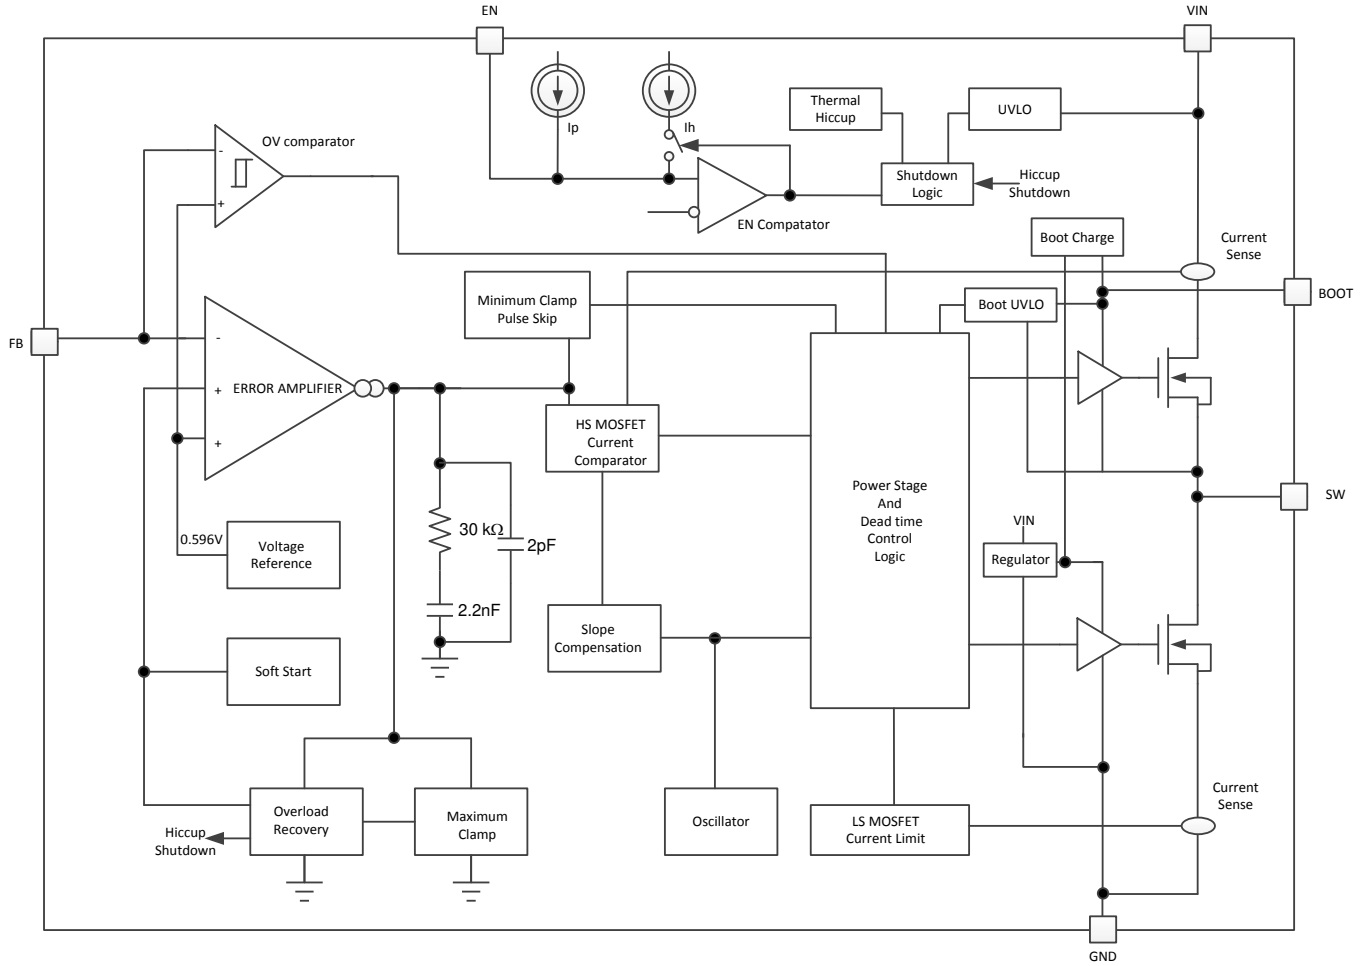 EN
VIN
Ip
Ih
Thermal
Hiccup
UVLO
OV comparator
-
+
Shutdown
Logic
Hiccup
Shutdown
EN Compatator
Boot Charge
Current
Sense
BOOT
Minimum Clamp
Pulse Skip
Boot UVLO
FB
-
+
+
ERROR AMPLIFIER
HS MOSFET
Current
Comparator
Power Stage
And
Dead time
Control
Logic
SW
0.596V
Voltage
Reference
30 kΩ
2pF
2.2nF
VIN
Regulator
Slope
Compensation
Soft Start
Overload
Recovery
Maximum
Clamp
Hiccup
Shutdown
Oscillator
LS MOSFET
Current Limit
Current
Sense
GND